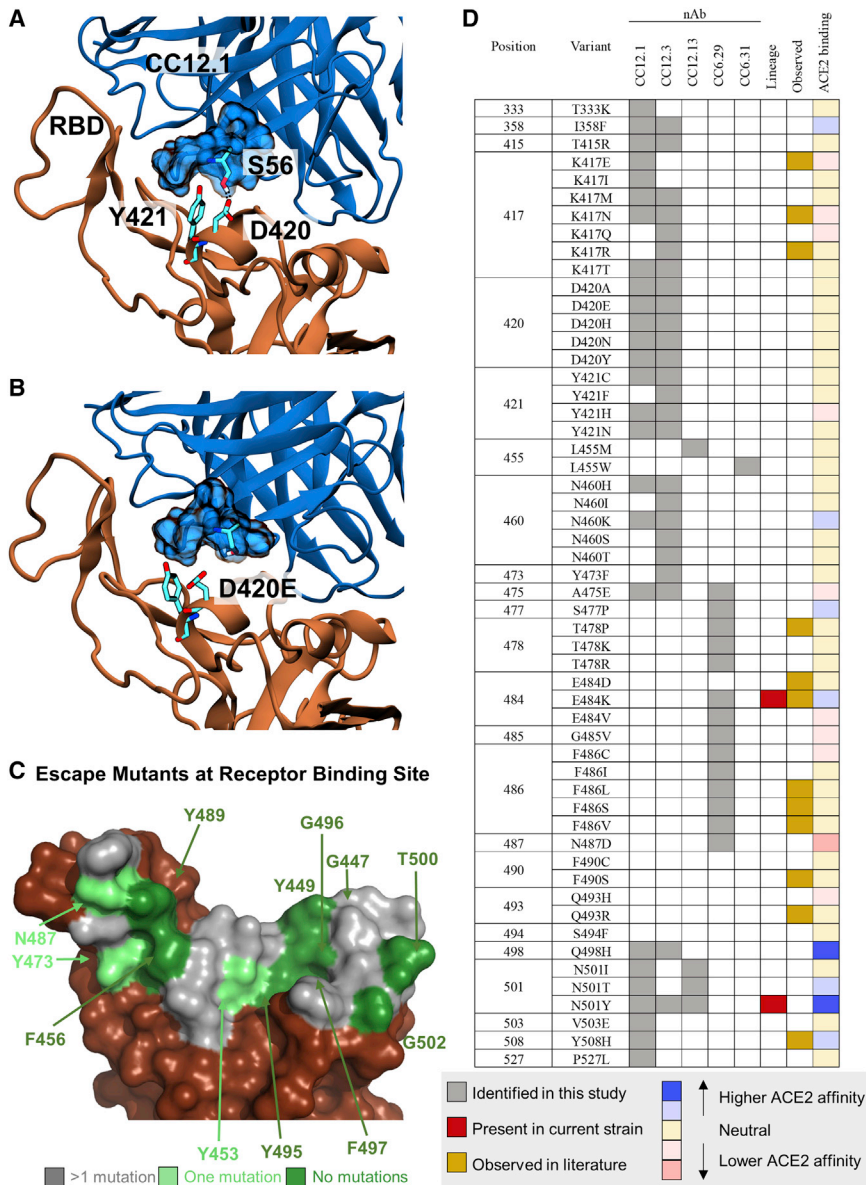 A
CC12.1
RBD
S56
Y421
D420
B
D420E
C Escape Mutants at Receptor Binding Site
Y489
G496
G447
T500
Y449
N487
Y473
F456
G502
Y453
Y495
F497
>1 mutation One mutation No mutations
D
nAb
Position Variant CC12.1 CC12.3 CC12.13 CC6.29 CC6.31 Lineage Observed ACE2 binding
333 T333K
358 I358F
415 T415R
417 K417E
K417I
K417M
K417N
K417Q
K417R
K417T
420 D420A
D420E
D420H
D420N
D420Y
421 Y421C
Y421F
Y421H
Y421N
455 L455M
L455W
460 N460H
N460I
N460K
N460S
N460T
473 Y473F
475 A475E
477 S477P
478 T478P
T478K
T478R
484 E484D
E484K
E484V
485 G485V
486 F486C
F486I
F486L
F486S
F486V
487 N487D
490 F490C
F490S
493 Q493H
Q493R
494 S494F
498 Q498H
501 N501I
N501T
N501Y
503 V503E
508 Y508H
527 P527L
Identified in this study
Present in current strain
Observed in literature
Higher ACE2 affinity
Neutral
Lower ACE2 affinity